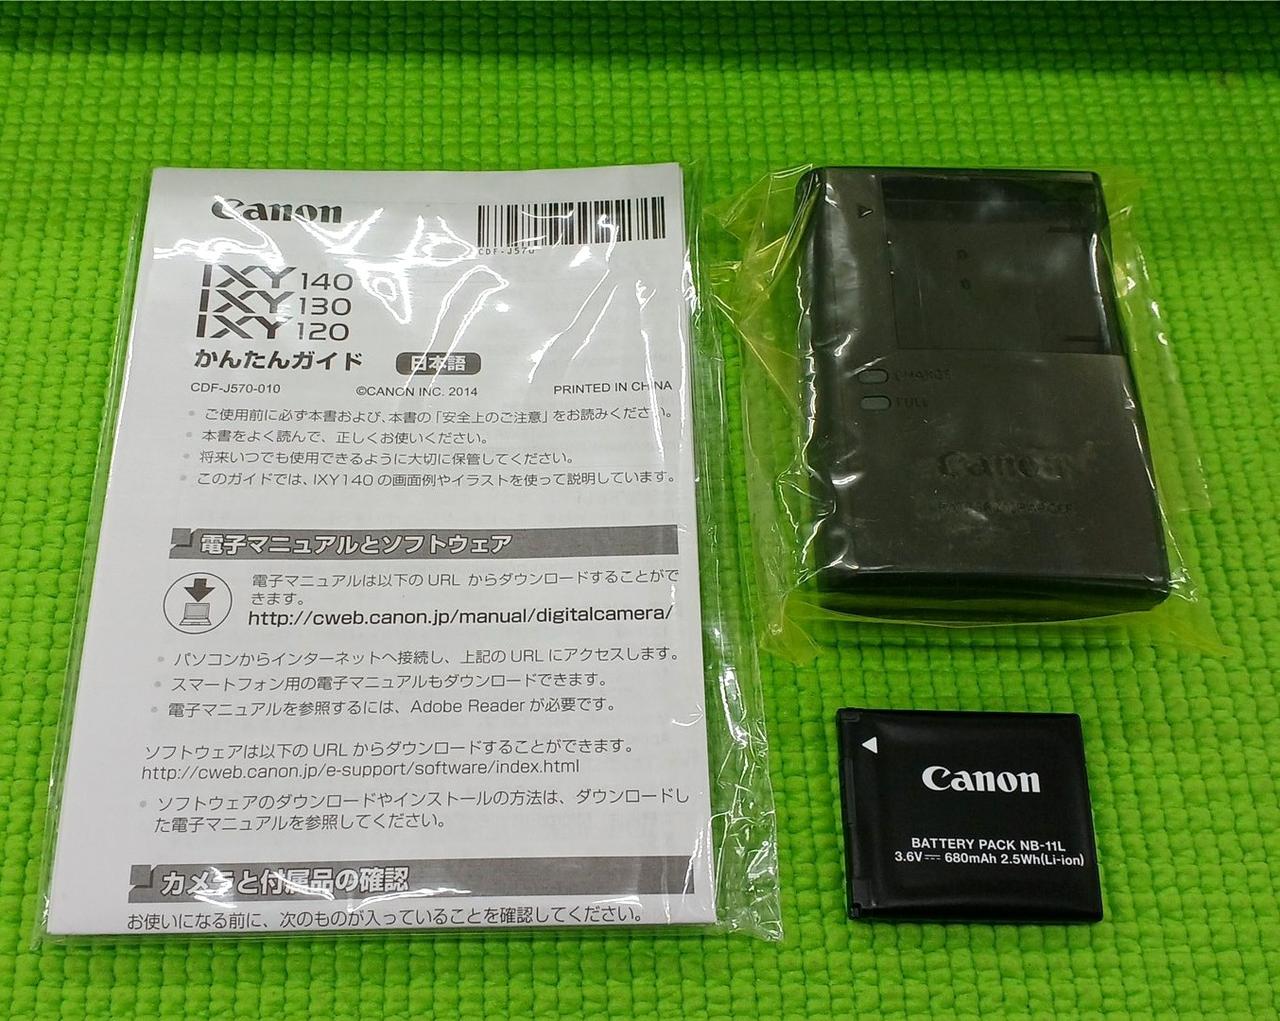 Canon
CDF-J570
IXY 140
IXY 130
IXY 120
かんたんガイド 日本語
CDF-J570-010 ©CANON INC. 2014 PRINTED IN CHINA
• ご使用前に必ず本書および、本書の「安全上のご注意」をお読みください。
• 本書をよく読んで、正しくお使いください。
• 将来いつでも使用できるように大切に保管してください。
• このガイドでは、IXY140の画面例やイラストを使って説明しています。
電子マニュアルとソフトウェア
電子マニュアルは以下の URL からダウンロードすることがで
きます。
http://cweb.canon.jp/manual/digitalcamera/
• パソコンからインターネットへ接続し、上記の URL にアクセスします。
• スマートフォン用の電子マニュアルもダウンロードできます。
• 電子マニュアルを参照するには、Adobe Reader が必要です。
ソフトウェアは以下の URL からダウンロードすることができます。
http://cweb.canon.jp/e-support/software/index.html
• ソフトウェアのダウンロードやインストールの方法は、ダウンロードし
た電子マニュアルを参照してください。
カメラと付属品の確認
お使いになる前に、次のものが入っていることを確認してください。
CHARGE
FULL
Canon
BATTERY CHARGER
Canon
BATTERY PACK NB-11L
3.6V 680mAh 2.5Wh(Li-ion)